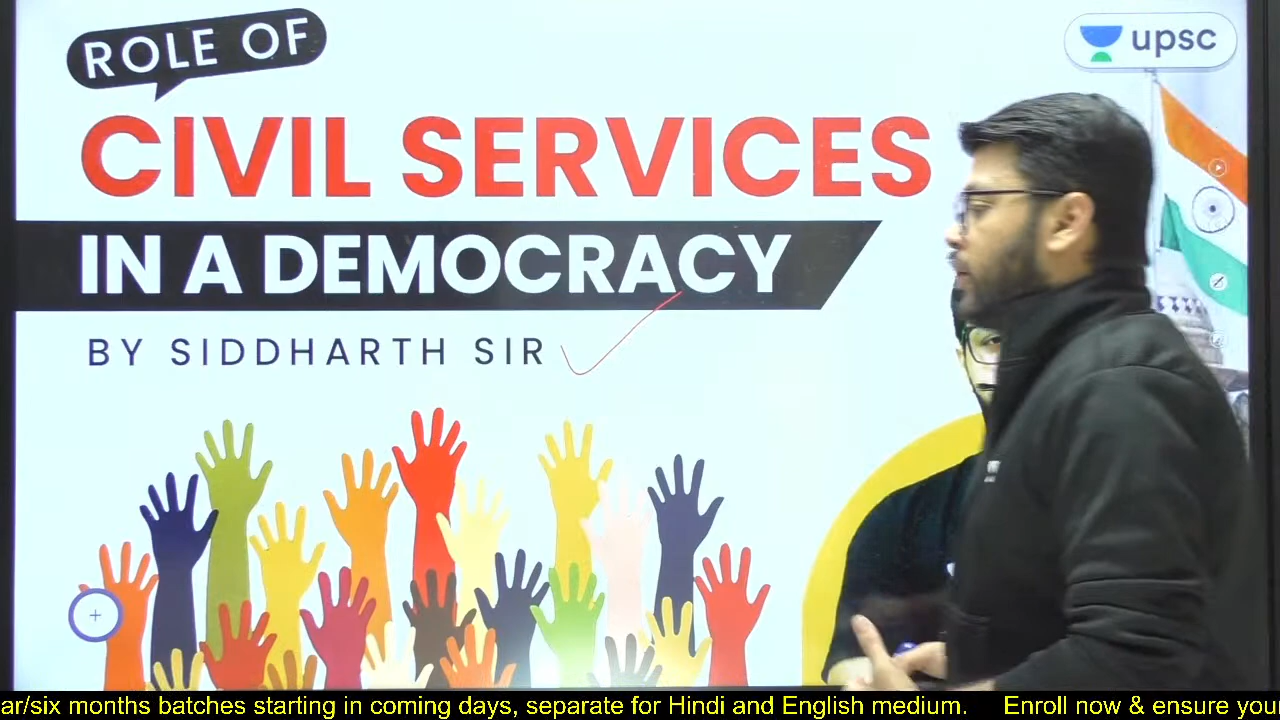 ROLE OF
upsc
CIVIL SERVICES
IN A DEMOCRACY
BY SIDDHARTH SIR
ar/six months batches starting in coming days, separate for Hindi and English medium. Enroll now & ensure you